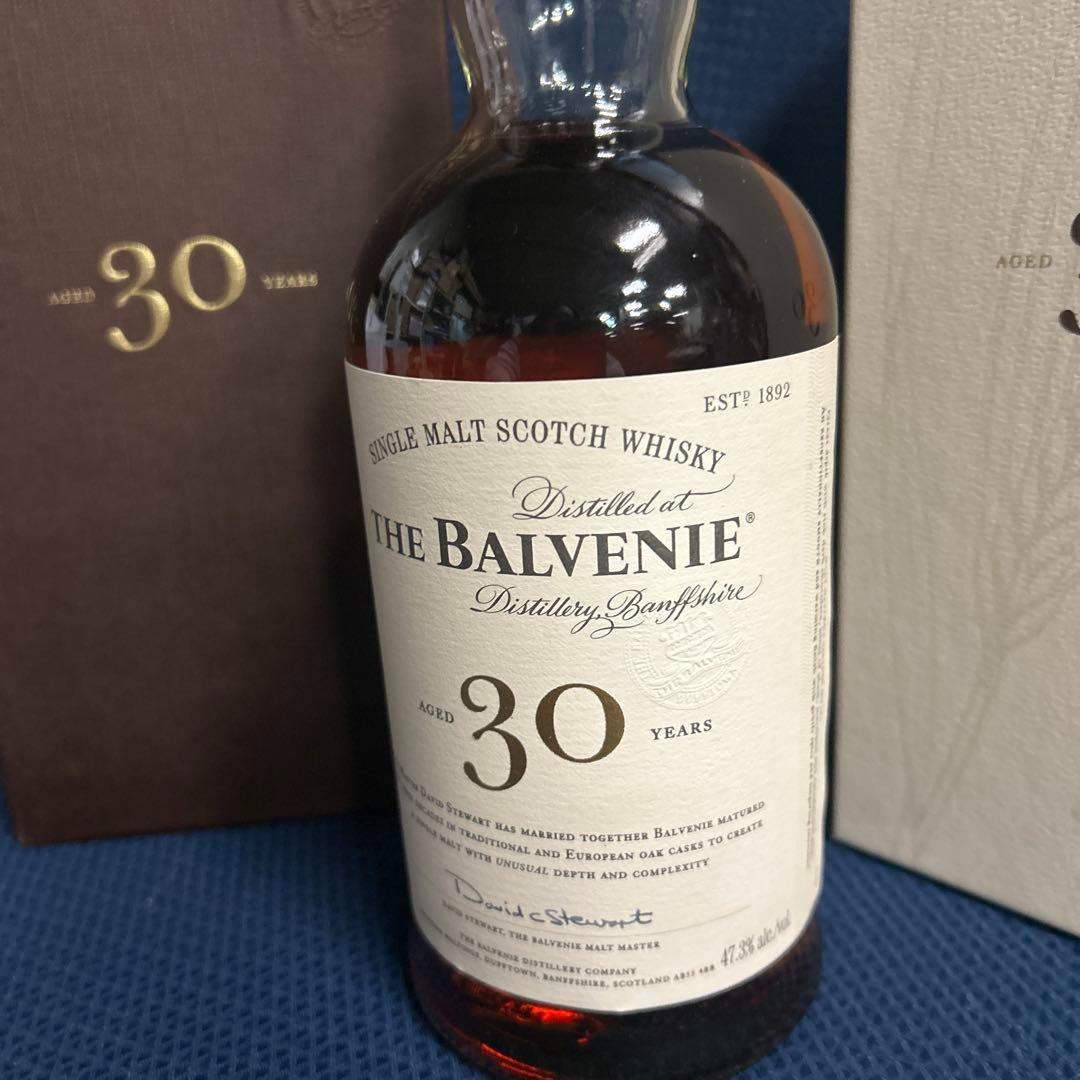 AGED 30 YEARS
AGED
ESTD. 1892
SINGLE MALT SCOTCH WHISKY
Distilled at
THE BALVENIE®
Distillery, Banffshire
AGED 30 YEARS
DAVID STEWART HAS MARRIED TOGETHER BALVENIE MATURED
DECADES IN TRADITIONAL AND EUROPEAN OAK CASKS TO CREATE
A SINGLE MALT WITH UNUSUAL DEPTH AND COMPLEXITY
David C Stewart
DAVID STEWART, THE BALVENIE MALT MASTER
THE BALVENIE DISTILLERY COMPANY
DUFFTOWN, BANFFSHIRE, SCOTLAND AB55 4BB
47.3% alc./vol.